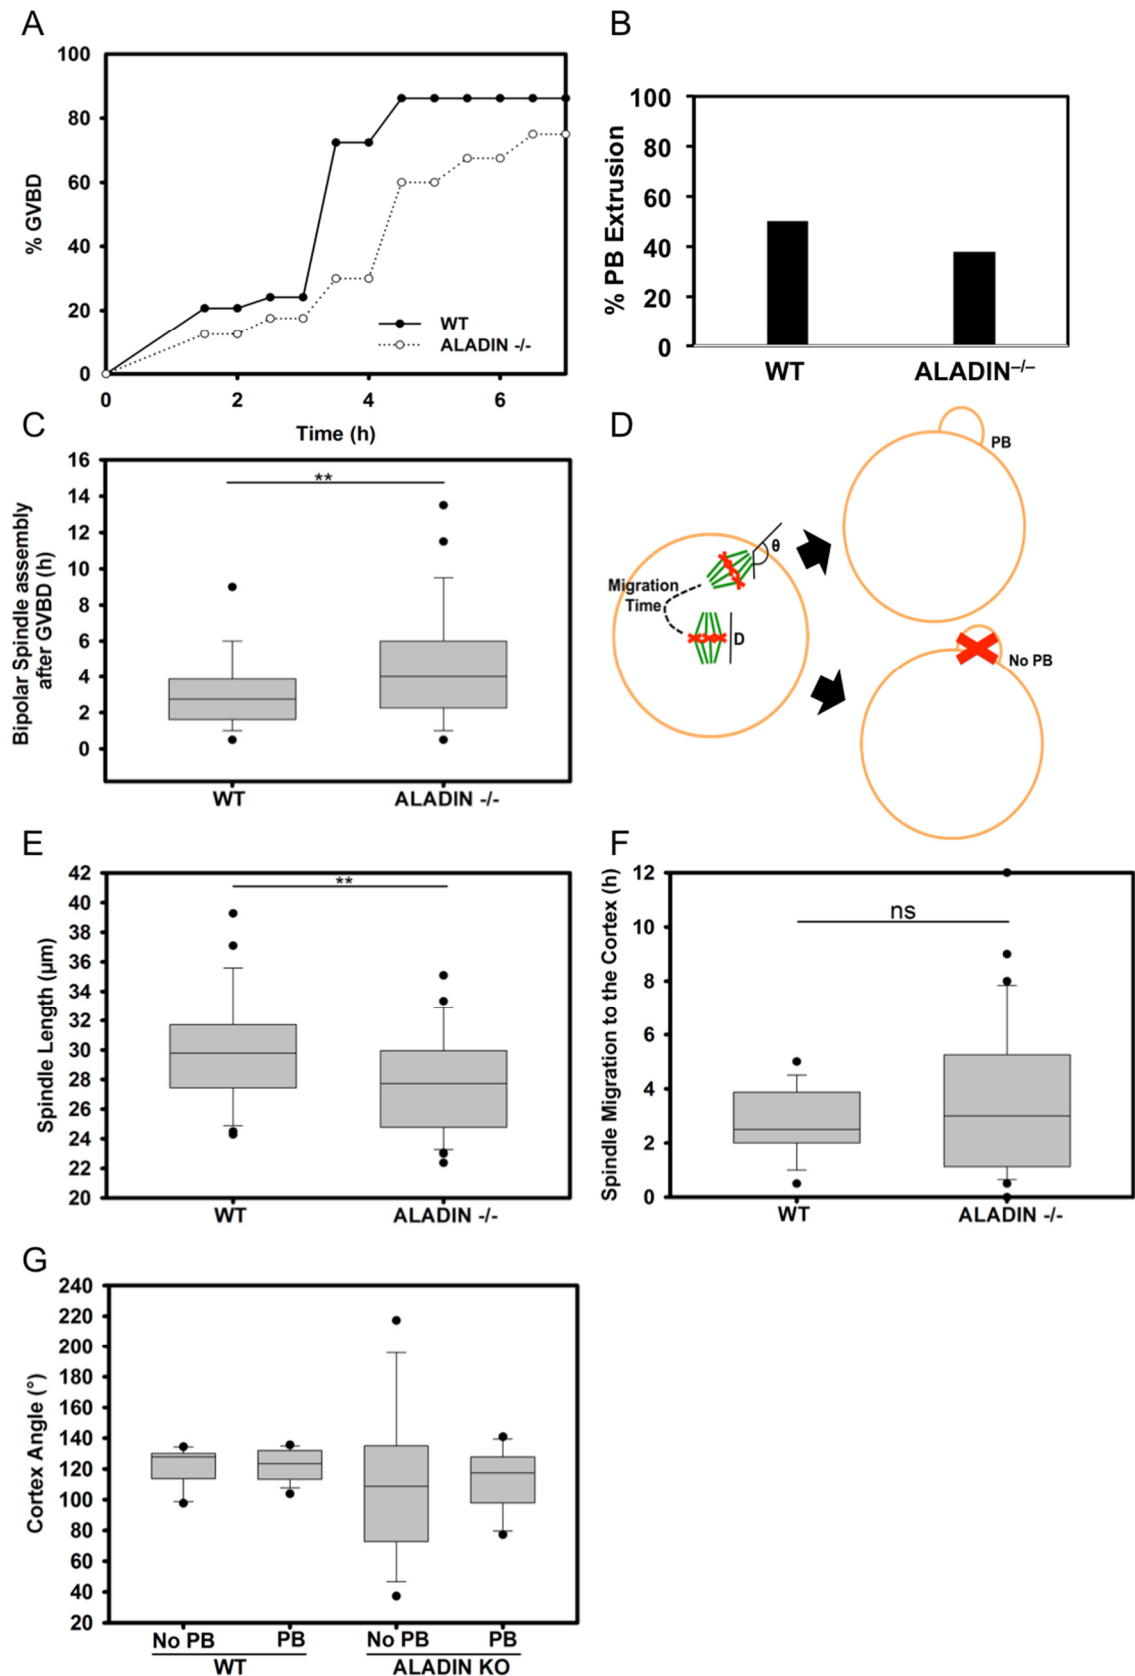 A
100
80
60
40
20
0
% GVBD
WT
ALADIN -/-
0
2
4
6
Time (h)
B
100
80
60
40
20
0
% PB Extrusion
WT
ALADIN–/–
C
16
14
12
10
8
6
4
2
0
Bipolar Spindle assembly
after GVBD (h)
**
WT
ALADIN -/-
D
Migration
Time
θ
D
PB
No PB
E
42
40
38
36
34
32
30
28
26
24
22
20
Spindle Length (µm)
**
WT
ALADIN -/-
F
12
10
8
6
4
2
0
Spindle Migration to the Cortex (h)
ns
WT
ALADIN -/-
G
240
220
200
180
160
140
120
100
80
60
40
20
Cortex Angle (°)
No PB
PB
No PB
PB
WT
ALADIN KO